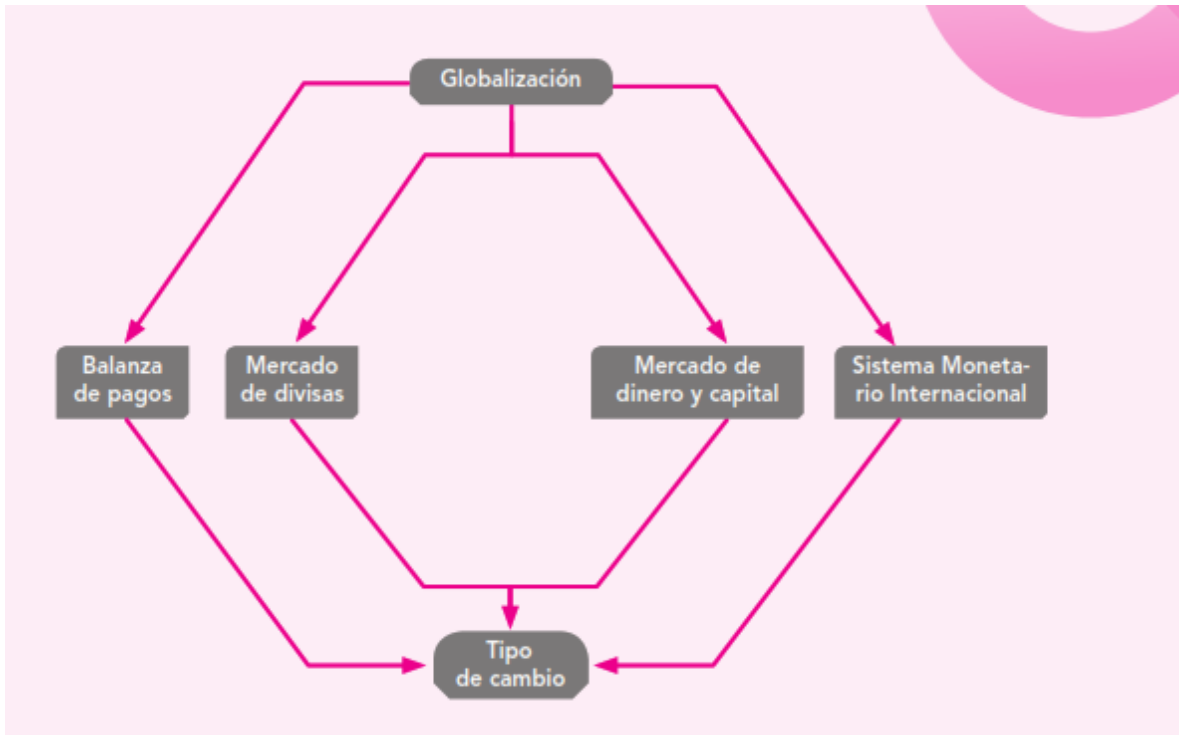 Globalización
Balanza
de pagos
Mercado
de divisas
Mercado de
dinero y capital
Sistema Moneta-
rio Internacional
Tipo
de cambio